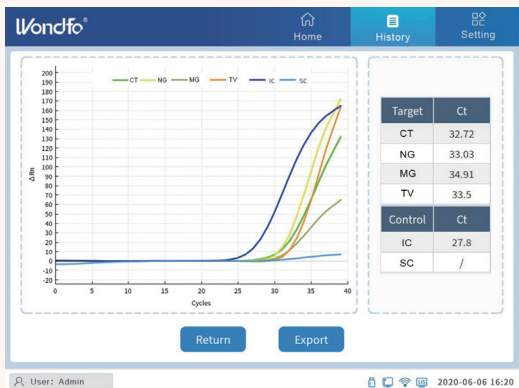 Wondfo®
Home
History
Setting
CT NG MG TV IC SC
200
190
180
170
160
150
140
130
120
110
100
90
80
70
60
50
40
30
20
10
0
-10
-20
ΔRn
0 5 10 15 20 25 30 35 40
Cycles
Target Ct
CT 32.72
NG 33.03
MG 34.91
TV 33.5
Control Ct
IC 27.8
SC /
Return
Export
User: Admin
2020-06-06 16:20